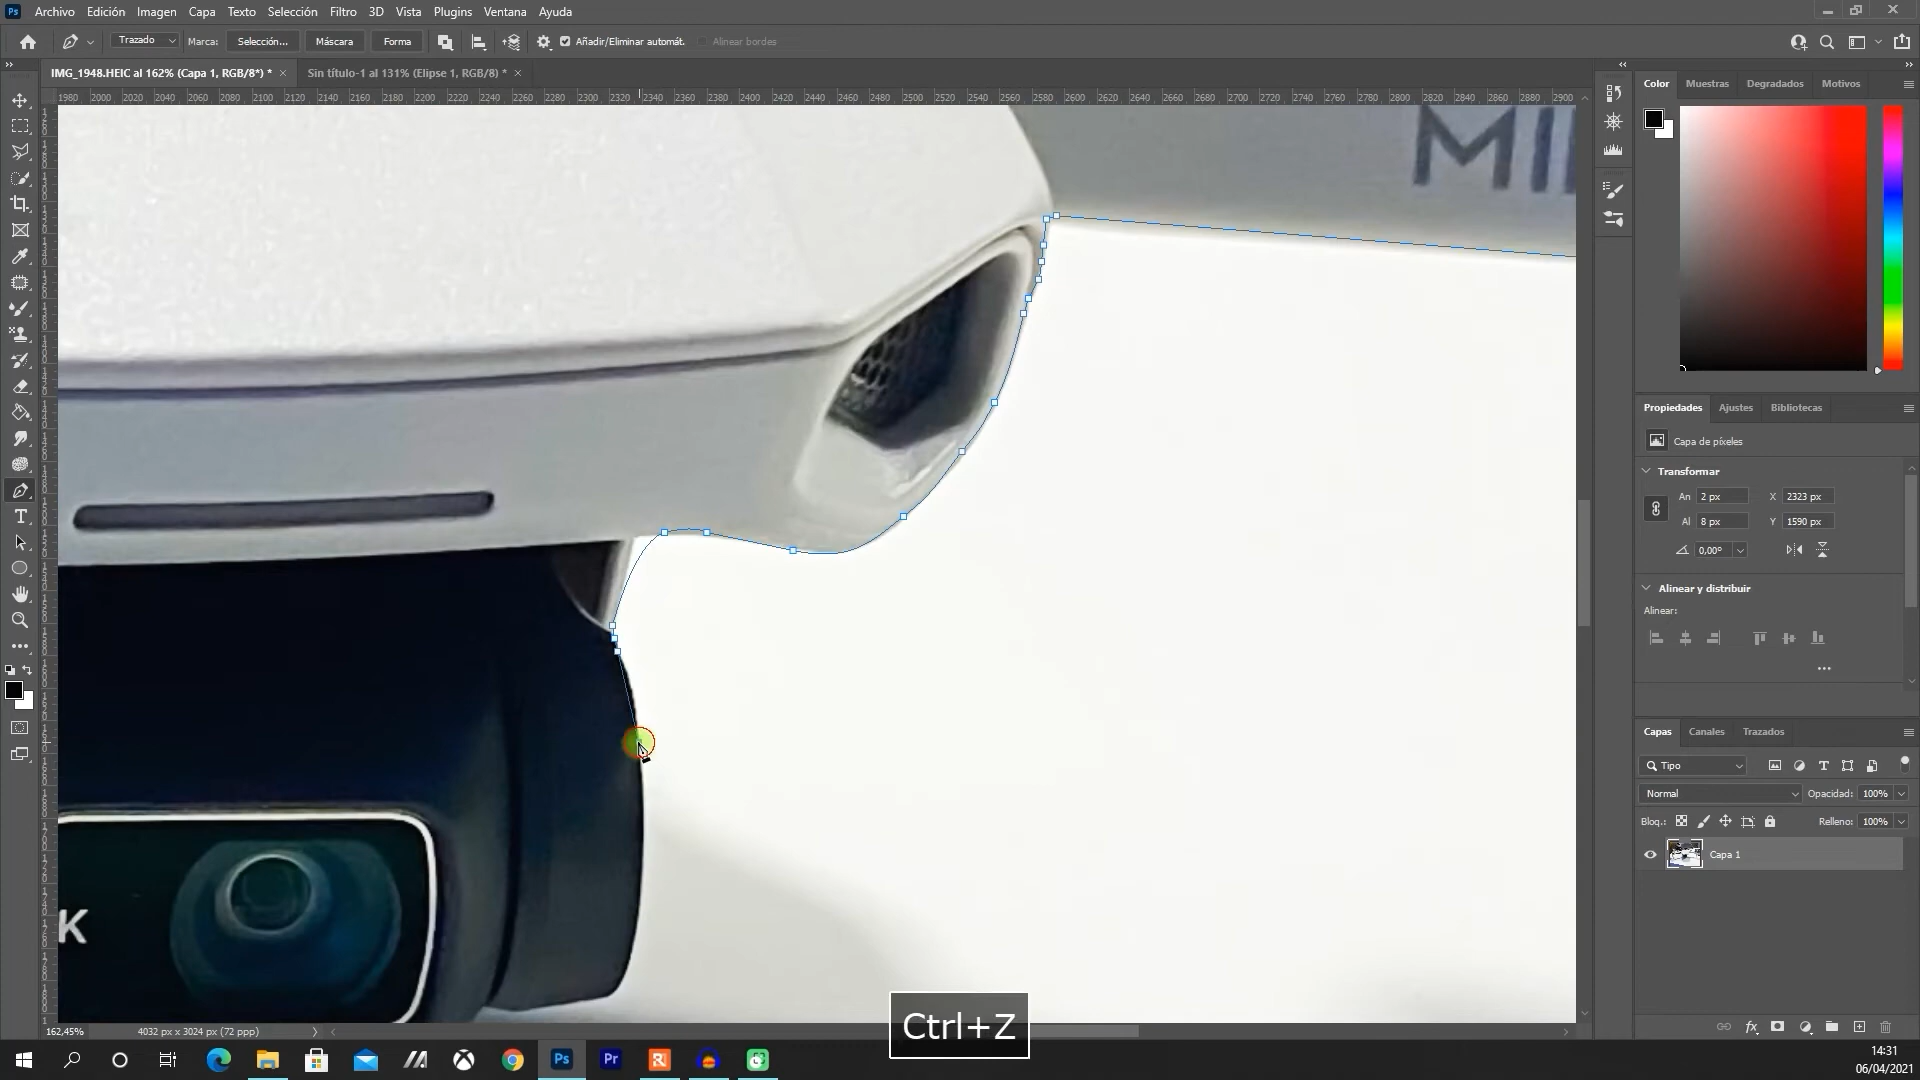 Ps Archivo Edición Imagen Capa Texto Selección Filtro 3D Vista Plugins Ventana Ayuda
Trazado Marca: Selección... Máscara Forma Añadir/Eliminar automát. Alinear bordes
IMG_1948.HEIC al 162% (Capa 1, RGB/8*) * × Sin título-1 al 131% (Elipse 1, RGB/8) * ×
1980 2000 2020 2040 2060 2080 2100 2120 2140 2160 2180 2200 2220 2240 2260 2280 2300 2320 2340 2360 2380 2400 2420 2440 2460 2480 2500 2520 2540 2560 2580 2600 2620 2640 2660 2680 2700 2720 2740 2760 2780 2800 2820 2840 2860 2880 2900
Color Muestras Degradados Motivos
MI
K
Propiedades Ajustes Bibliotecas
Capa de píxeles
Transformar
An 2 px X 2323 px
Al 8 px Y 1590 px
0,00°
Alinear y distribuir
Alinear:
Capas Canales Trazados
Tipo
Normal Opacidad: 100%
Bloq.: Relleno: 100%
Capa 1
fx
Ctrl+Z
162,45% 4032 px x 3024 px (72 ppp)
Ps Pr
14:31
06/04/2021